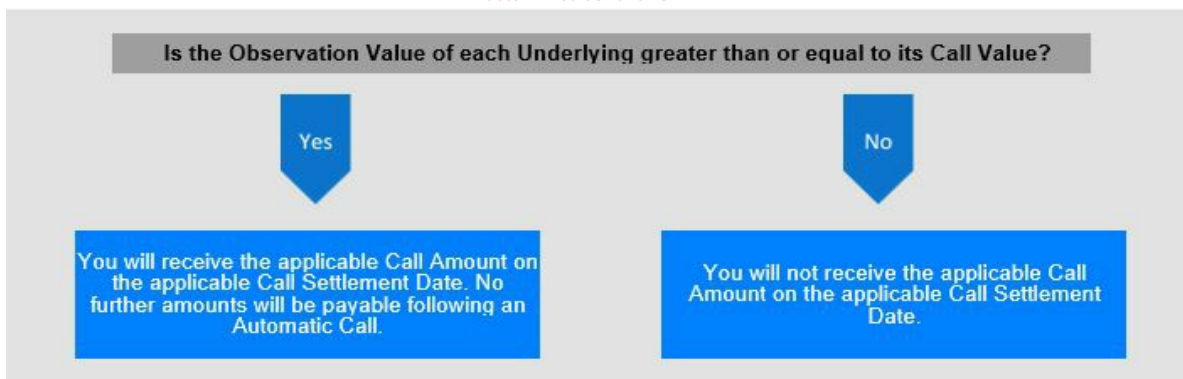 Is the Observation Value of each Underlying greater than or equal to its Call Value?
Yes
No
You will receive the applicable Call Amount on
the applicable Call Settlement Date. No
further amounts will be payable following an
Automatic Call.
You will not receive the applicable Call
Amount on the applicable Call Settlement
Date.